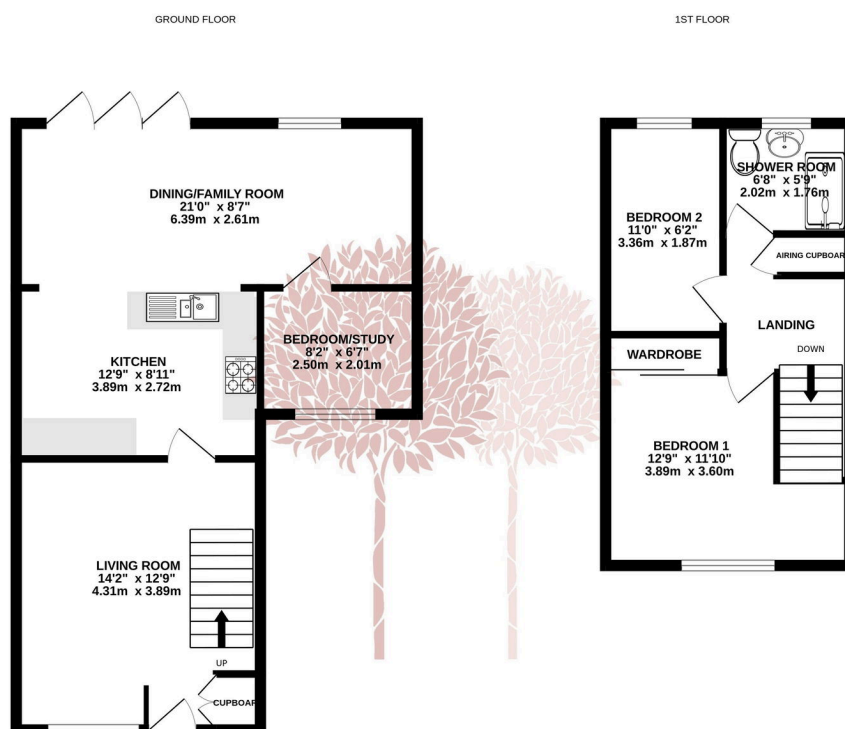 GROUND FLOOR
1ST FLOOR
DINING/FAMILY ROOM
21'0" x 8'7"
6.39m x 2.61m
KITCHEN
12'9" x 8'11"
3.89m x 2.72m
BEDROOM/STUDY
8'2" x 6'7"
2.50m x 2.01m
LIVING ROOM
14'2" x 12'9"
4.31m x 3.89m
UP
CUPBOAR
SHOWER ROOM
6'8" x 5'9"
2.02m x 1.76m
BEDROOM 2
11'0" x 6'2"
3.36m x 1.87m
AIRING CUPBOAR
LANDING
DOWN
WARDROBE
BEDROOM 1
12'9" x 11'10"
3.89m x 3.60m